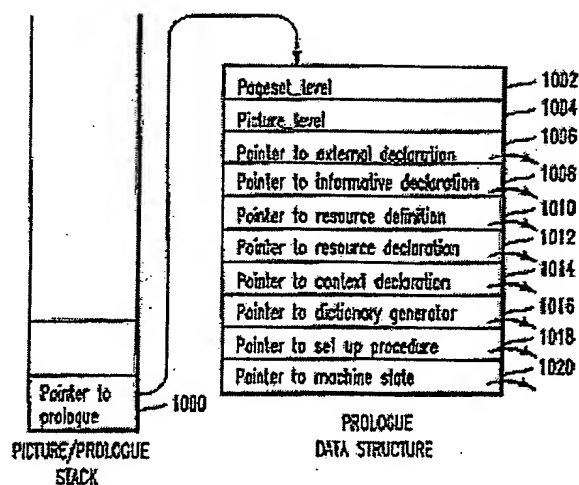 Pageset_level 1002
Picture_level 1004
Pointer to external declaration 1006
Pointer to informative declaration 1008
Pointer to resource definition 1010
Pointer to resource declaration 1012
Pointer to context declaration 1014
Pointer to dictionary generator 1016
Pointer to set up procedure 1018
Pointer to machine state 1020
Pointer to
prologue 1000
PICTURE/PROLOGUE
STACK
PROLOGUE
DATA STRUCTURE